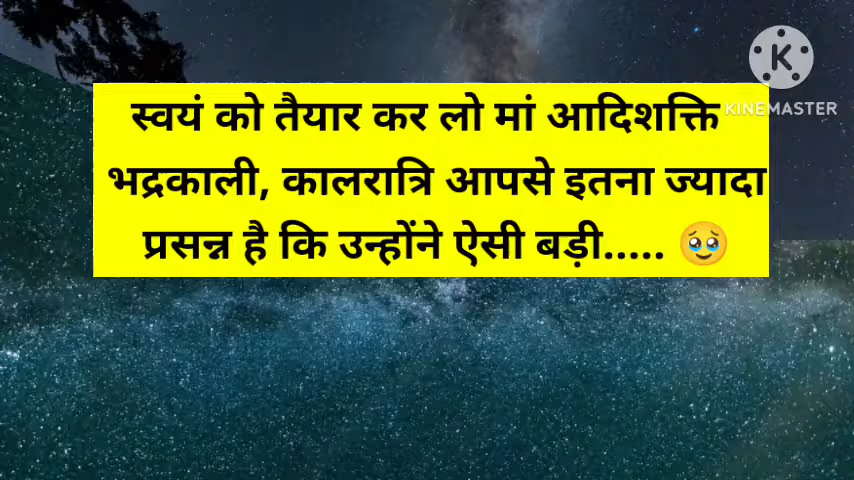 स्वयं को तैयार कर लो मां आदिशक्ति
भद्रकाली, कालरात्रि आपसे इतना ज्यादा
प्रसन्न है कि उन्होंने ऐसी बड़ी..... 🥹
K
KINEMASTER